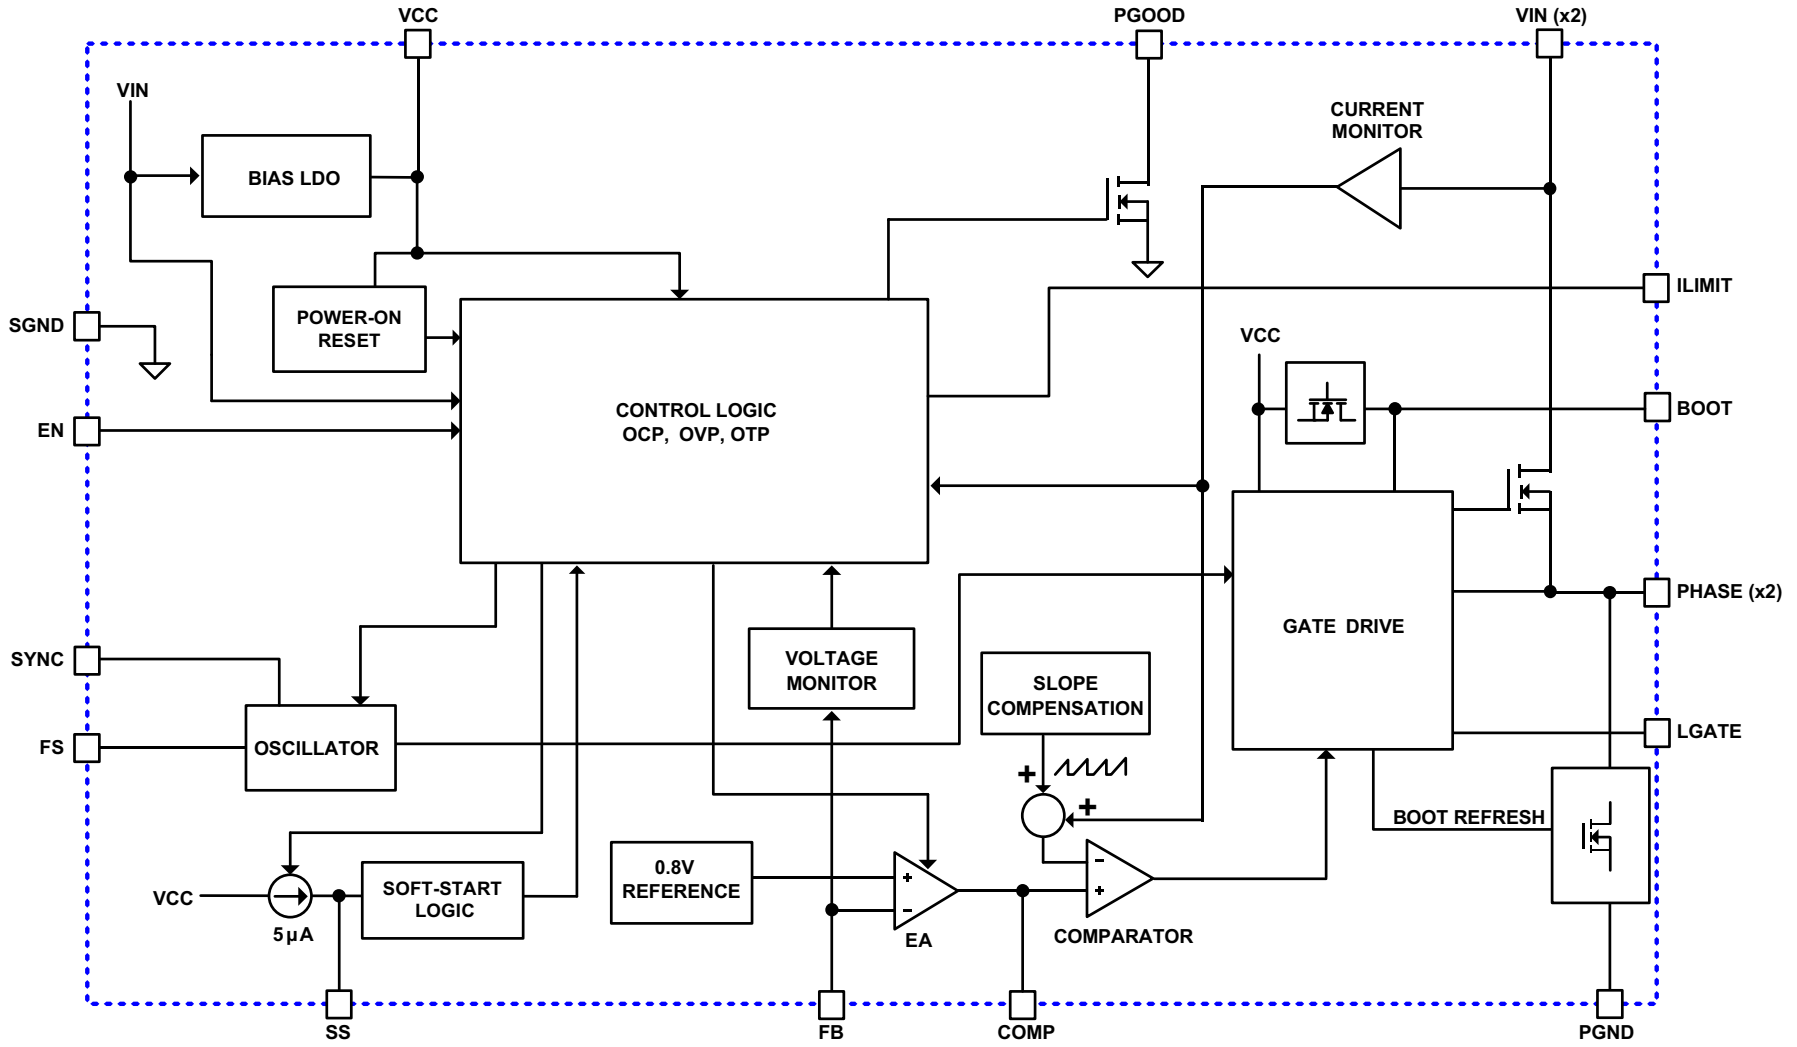 VCC
PGOOD
VIN (x2)
VIN
CURRENT
MONITOR
BIAS LDO
ILIMIT
SGND
POWER-ON
RESET
VCC
CONTROL LOGIC
OCP, OVP, OTP
BOOT
EN
PHASE (x2)
GATE DRIVE
SYNC
VOLTAGE
MONITOR
SLOPE
COMPENSATION
FS
OSCILLATOR
LGATE
+
+
BOOT REFRESH
0.8V
REFERENCE
+
−
EA
−
+
COMPARATOR
VCC
5µA
SOFT-START
LOGIC
SS
FB
COMP
PGND